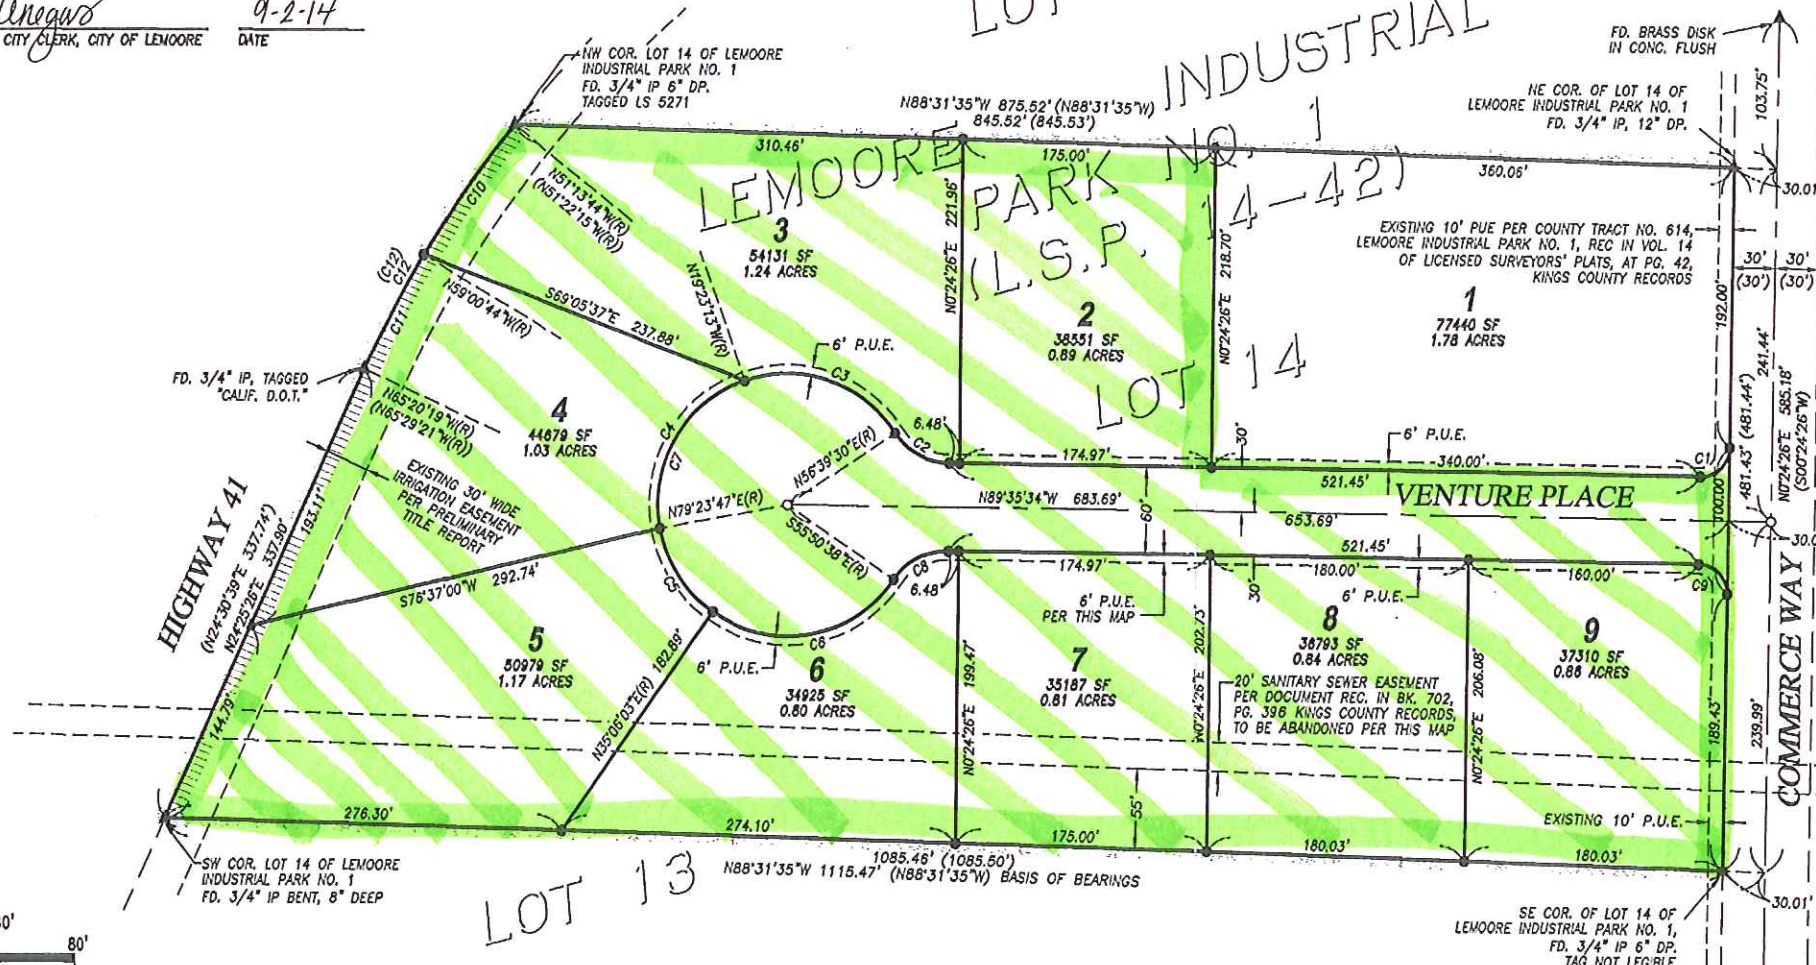 9-2-14
CITY CLERK, CITY OF LEMOORE
DATE
NW COR. LOT 14 OF LEMOORE
INDUSTRIAL PARK NO. 1
FD. 3/4" IP 6" DP.
TAGGED LS 5271
LOT
INDUSTRIAL
LEMOORE
PARK NO. 1
(L.S.P. 14-42)
LOT 14
FD. BRASS DISK
IN CONC. FLUSH
103.75'
NE COR. OF LOT 14 OF
LEMOORE INDUSTRIAL PARK NO. 1
FD. 3/4" IP, 12" DP.
N88°31'35"W 875.52' (N88°31'35"W)
845.52' (845.53')
310.46'
175.00'
360.06'
30.01'
C10
N51°13'44"W(R)
(N51°22'15"W(R))
3
54131 SF
1.24 ACRES
N0°24'26"E 221.96'
2
38551 SF
0.89 ACRES
N0°24'26"E 218.70'
EXISTING 10' PUE PER COUNTY TRACT NO. 614,
LEMOORE INDUSTRIAL PARK NO. 1, REC IN VOL. 14
OF LICENSED SURVEYORS' PLATS, AT PG. 42,
KINGS COUNTY RECORDS
1
77440 SF
1.78 ACRES
30' 30'
(30') (30')
192.00'
241.44'
481.43' (481.44')
N0°24'26"E 585.18'
(S00°24'26"W)
(C12)
C12
C11
N59°00'44"W(R)
S69°05'37"E 237.88'
N19°23'13"W(R)
6' P.U.E.
C3
FD. 3/4" IP, TAGGED
"CALIF. D.O.T."
N65°20'19"W(R)
(N65°29'21"W(R))
4
44679 SF
1.03 ACRES
C4
C7
C2
6.48'
N56°39'30"E(R)
174.97'
30'
6' P.U.E.
340.00'
521.45'
C1
VENTURE PLACE
100.00'
EXISTING 30' WIDE
IRRIGATION EASEMENT
PER PRELIMINARY
TITLE REPORT
HIGHWAY 41
(N24°30'39"E 337.74')
N24°25'26"E 337.90'
193.11'
N79°23'47"E(R)
N89°35'34"W 683.69'
653.69'
60'
S55°50'38"E(R)
S76°37'00"W 292.74'
C5
C8
6.48'
174.97'
521.45'
180.00'
160.00'
30'
C9
6' P.U.E.
PER THIS MAP
6' P.U.E.
C6
6' P.U.E.
5
50979 SF
1.17 ACRES
N35°06'03"E(R) 182.89'
6
34925 SF
0.80 ACRES
N0°24'26"E 199.47'
7
35187 SF
0.81 ACRES
N0°24'26"E 202.73'
8
36793 SF
0.84 ACRES
20' SANITARY SEWER EASEMENT
PER DOCUMENT REC. IN BK. 702,
PG. 396 KINGS COUNTY RECORDS,
TO BE ABANDONED PER THIS MAP
N0°24'26"E 206.08'
9
37310 SF
0.86 ACRES
189.43'
239.99'
COMMERCE WAY
144.79'
55'
EXISTING 10' P.U.E.
276.30'
274.10'
175.00'
180.03'
180.03'
1085.46' (1085.50')
N88°31'35"W 1115.47' (N88°31'35"W) BASIS OF BEARINGS
SW COR. LOT 14 OF LEMOORE
INDUSTRIAL PARK NO. 1
FD. 3/4" IP BENT, 8" DEEP
LOT 13
30.01'
SE COR. OF LOT 14 OF
LEMOORE INDUSTRIAL PARK NO. 1,
FD. 3/4" IP 6" DP.
TAG NOT LEGIBLE
80'